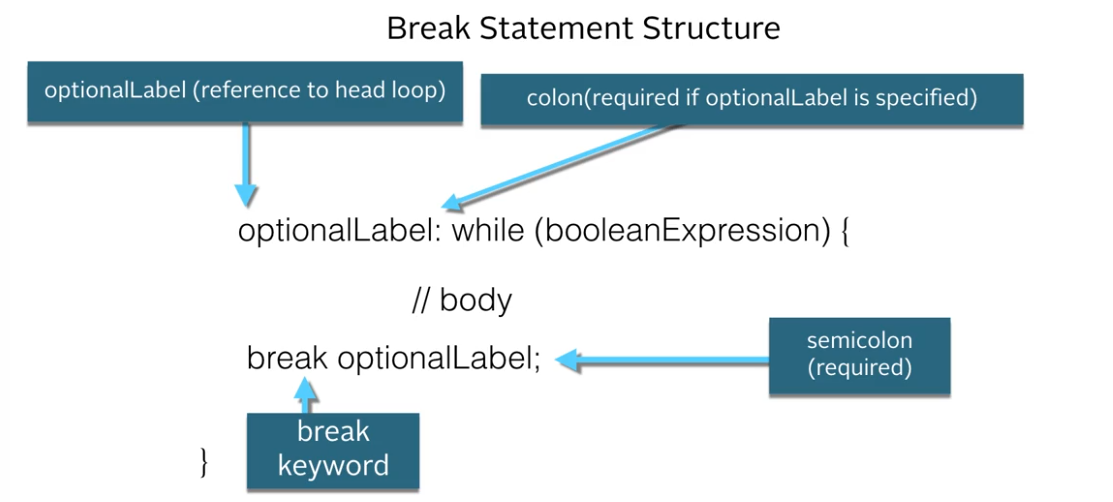 Break Statement Structure
optionalLabel (reference to head loop)
colon(required if optionalLabel is specified)
optionalLabel: while (booleanExpression) {
// body
break optionalLabel;
semicolon
(required)
break
keyword
}